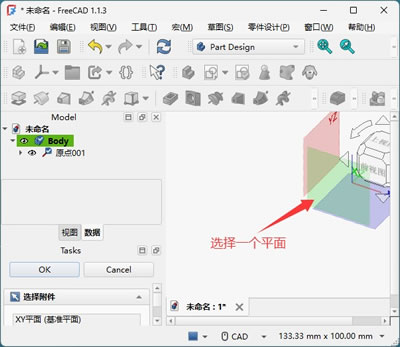 * 未命名 - FreeCAD 1.1.3
文件(F) 编辑(E) 视图(V) 工具(T) 宏(M) 草图(S) 零件设计(P) 窗口(W) 帮助(H)
Part Design
Model
未命名
Body
原点001
视图 数据
Tasks
OK Cancel
选择附件
XY平面 (基准平面)
选择一个平面
未命名 : 1*
CAD 133.33 mm x 100.00 mm